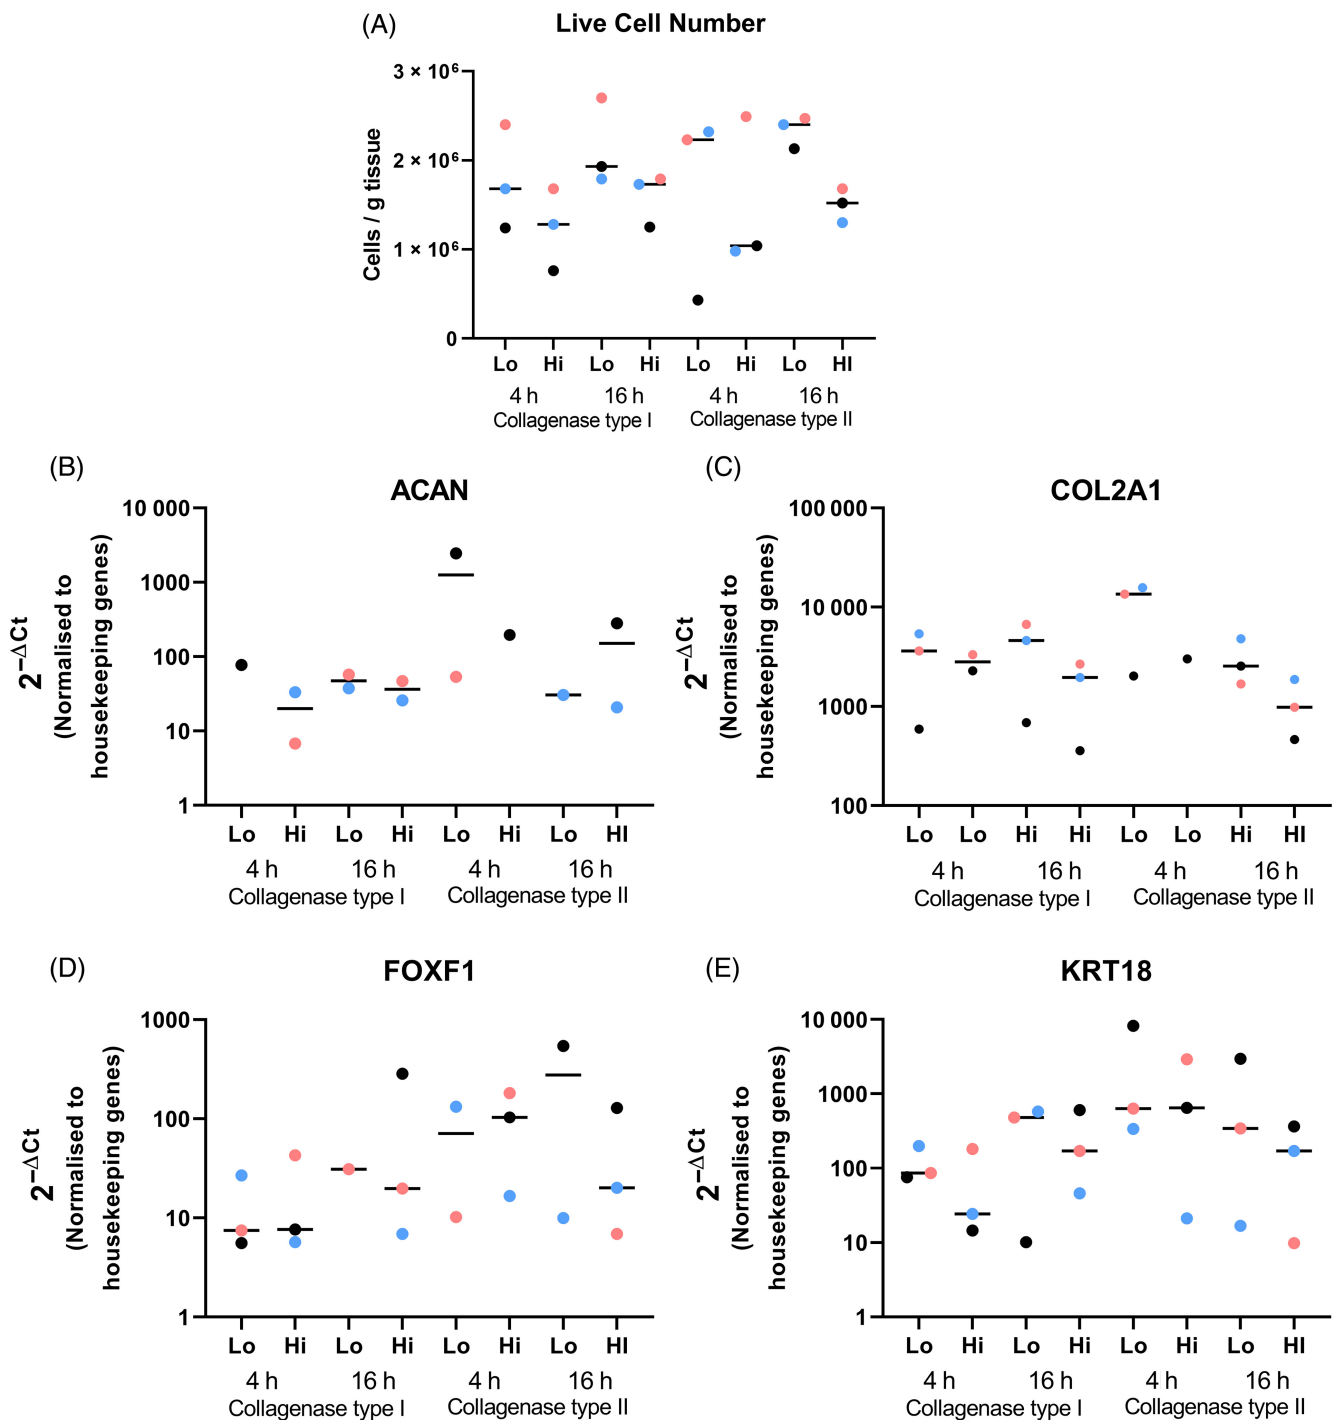 (A) Live Cell Number
3 × 10⁶
2 × 10⁶
1 × 10⁶
0
Cells / g tissue
Lo Hi Lo Hi Lo Hi Lo HI
4 h 16 h 4 h 16 h
Collagenase type I Collagenase type II
(B) ACAN
10 000
1000
100
10
1
2^−ΔCt
(Normalised to
housekeeping genes)
Lo Hi Lo Hi Lo Hi Lo HI
4 h 16 h 4 h 16 h
Collagenase type I Collagenase type II
(C) COL2A1
100 000
10 000
1000
100
2^−ΔCt
(Normalised to
housekeeping genes)
Lo Lo Hi Hi Lo Lo Hi HI
4 h 16 h 4 h 16 h
Collagenase type I Collagenase type II
(D) FOXF1
1000
100
10
1
2^−ΔCt
(Normalised to
housekeeping genes)
Lo Hi Lo Hi Lo Hi Lo HI
4 h 16 h 4 h 16 h
Collagenase type I Collagenase type II
(E) KRT18
10 000
1000
100
10
1
2^−ΔCt
(Normalised to
housekeeping genes)
Lo Hi Lo Hi Lo Hi Lo HI
4 h 16 h 4 h 16 h
Collagenase type I Collagenase type II